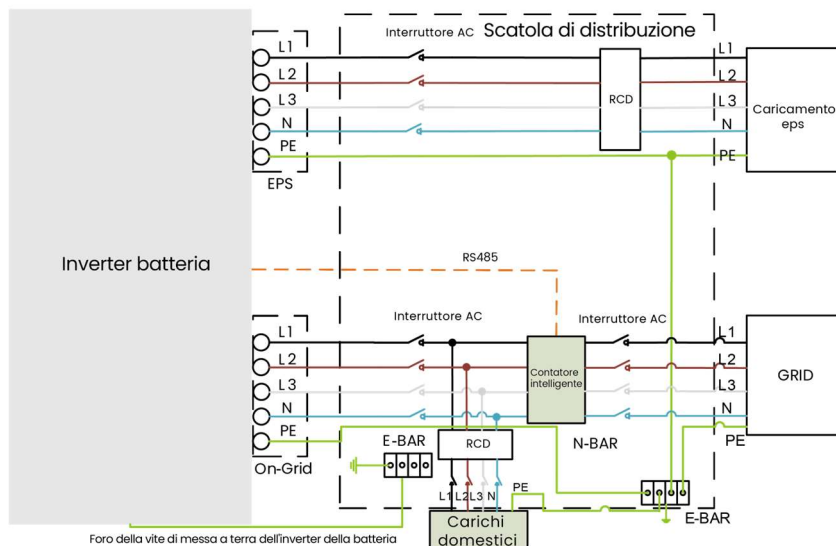 Scatola di distribuzione
Interruttore AC
L1
L2
L3
N
PE
EPS
RCD
L1
L2
L3
N
PE
Caricamento
eps
Inverter batteria
RS485
Interruttore AC
Interruttore AC
L1
L2
L3
N
PE
On-Grid
Contatore
intelligente
L1
L2
L3
N
PE
GRID
E-BAR
RCD
N-BAR
L1
L2
L3
N
PE
E-BAR
Carichi
domestici
Foro della vite di messa a terra dell'inverter della batteria